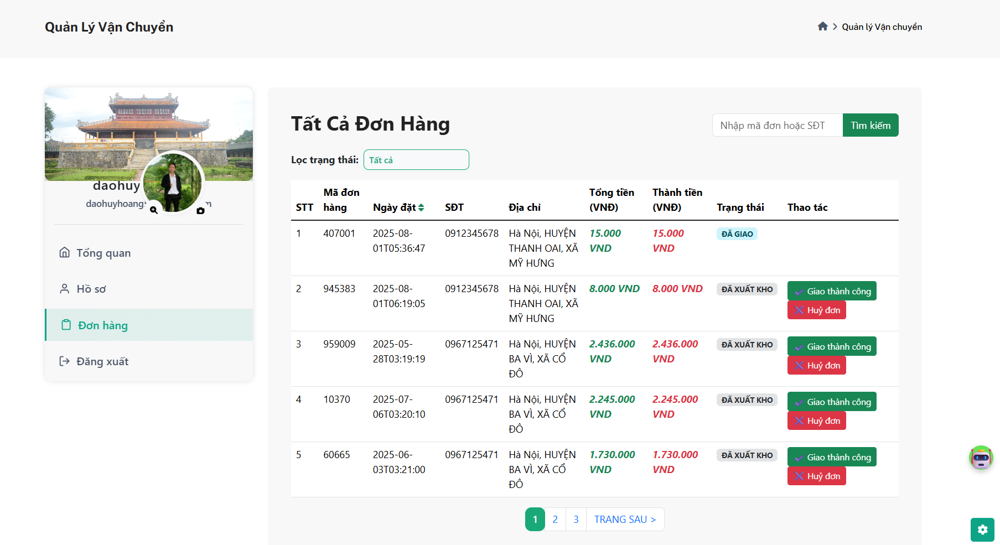 Quản Lý Vận Chuyển
Quản lý Vận chuyển
daohuy
daohuyhoang
Tổng quan
Hồ sơ
Đơn hàng
Đăng xuất
Tất Cả Đơn Hàng
Nhập mã đơn hoặc SĐT
Tìm kiếm
Lọc trạng thái:
Tất cả
STT
Mã đơn
hàng
Ngày đặt
SĐT
Địa chỉ
Tổng tiền
(VNĐ)
Thành tiền
(VNĐ)
Trạng thái
Thao tác
1
407001
2025-08-
01T05:36:47
0912345678
Hà Nội, HUYỆN
THANH OAI, XÃ
MỸ HƯNG
15.000
VND
15.000
VND
ĐÃ GIAO
2
945383
2025-08-
01T06:19:05
0912345678
Hà Nội, HUYỆN
THANH OAI, XÃ
MỸ HƯNG
8.000 VND
8.000 VND
ĐÃ XUẤT KHO
Giao thành công
Huỷ đơn
3
959009
2025-05-
28T03:19:19
0967125471
Hà Nội, HUYỆN
BA VÌ, XÃ CỔ
ĐÔ
2.436.000
VND
2.436.000
VND
ĐÃ XUẤT KHO
Giao thành công
Huỷ đơn
4
10370
2025-07-
06T03:20:10
0967125471
Hà Nội, HUYỆN
BA VÌ, XÃ CỔ
ĐÔ
2.245.000
VND
2.245.000
VND
ĐÃ XUẤT KHO
Giao thành công
Huỷ đơn
5
60665
2025-06-
03T03:21:00
0967125471
Hà Nội, HUYỆN
BA VÌ, XÃ CỔ
ĐÔ
1.730.000
VND
1.730.000
VND
ĐÃ XUẤT KHO
Giao thành công
Huỷ đơn
1
2
3
TRANG SAU >